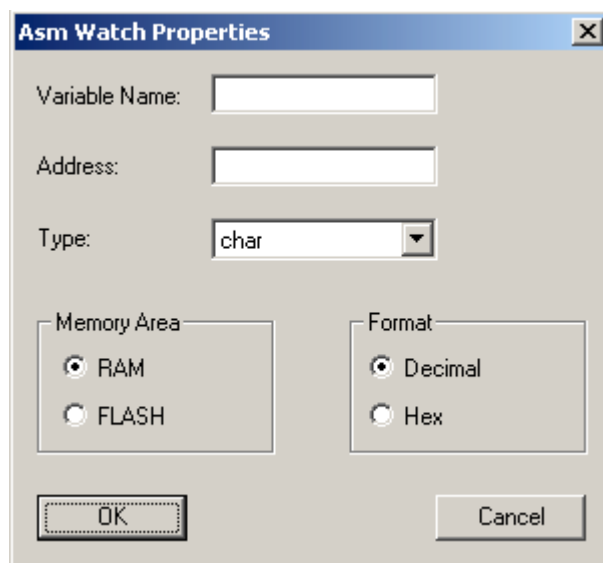 Asm Watch Properties
Variable Name:
Address:
Type: char
Memory Area Format
RAM Decimal
FLASH Hex
OK Cancel